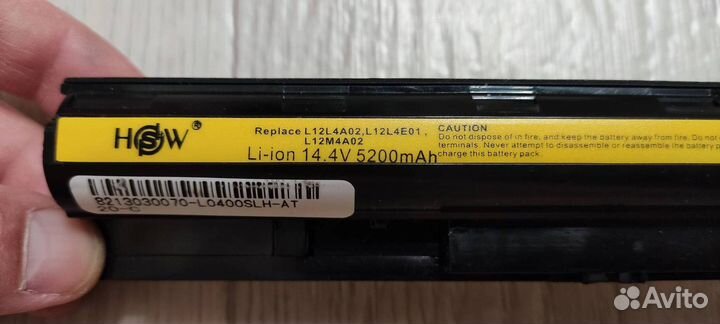 HSW®
Replace L12L4A02,L12L4E01,
L12M4A02
Li-ion 14.4V 5200mAh
CAUTION
Do not dispose of in fire, and keep the battery away from fire. Do no
terminals. Never attempt to disassemble or reassemble the battery
charge this battery pack.
8213030070-L0400SLH-AT
20-C
Avito